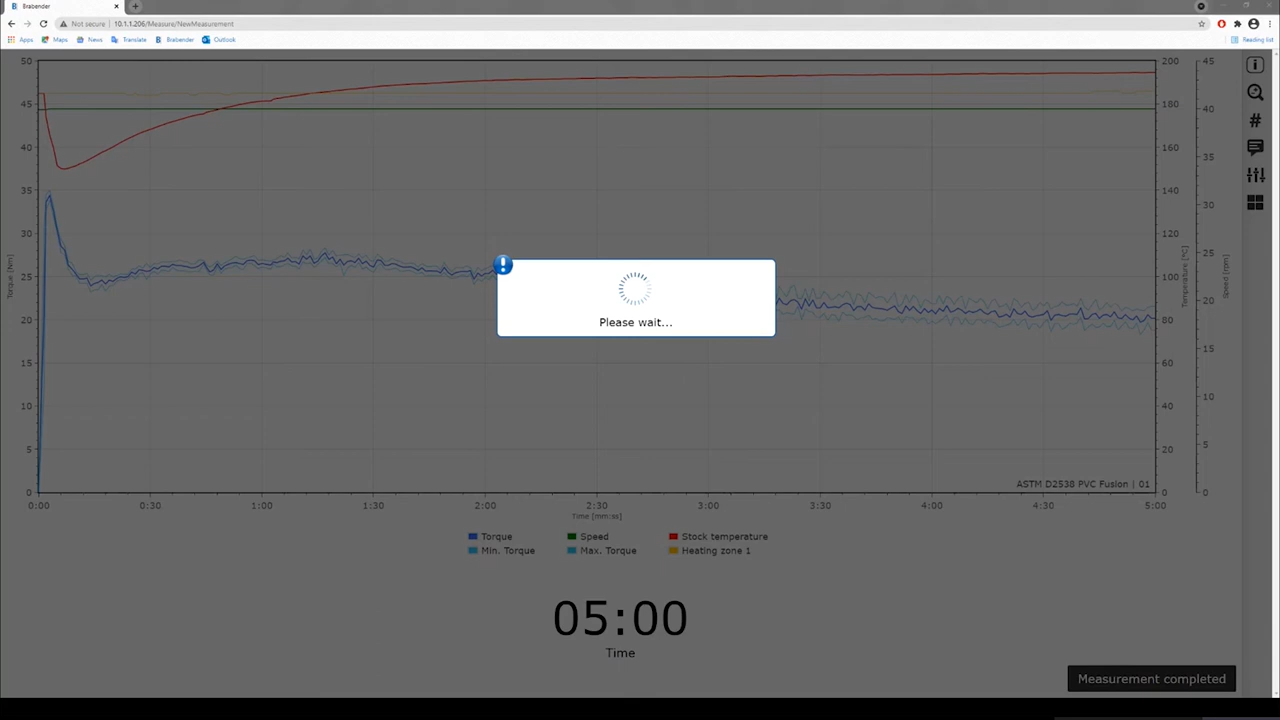 Brabender
Not secure | 10.1.1.206/Measure/NewMeasurement
Apps Maps News Translate Brabender Outlook Reading list
50 200 45
45 180 40
40 160 35
35 140 30
30 120 25
25 100 20
20 80 15
15 60 10
10 40 5
5 20 0
0 0
Torque [Nm]
Temperature [°C]
Speed [rpm]
Please wait...
ASTM D2538 PVC Fusion | 01
0:00 0:30 1:00 1:30 2:00 2:30 3:00 3:30 4:00 4:30 5:00
Time [mm:ss]
Torque Speed Stock temperature
Min. Torque Max. Torque Heating zone 1
05:00
Time
Measurement completed